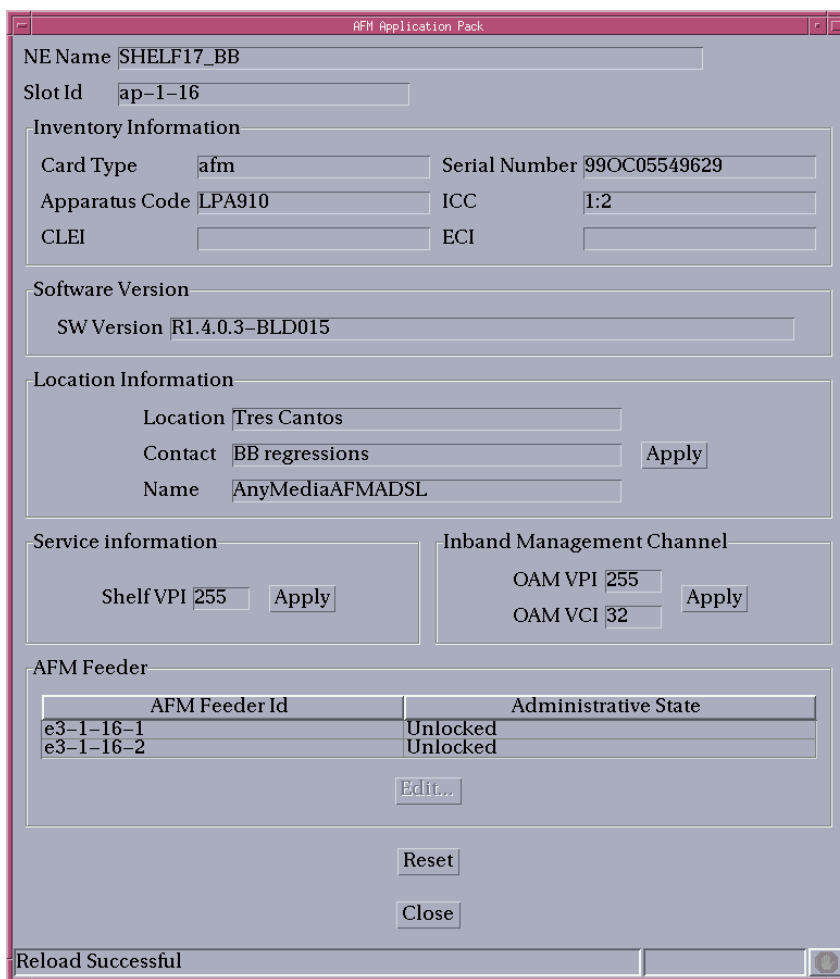 AFM Application Pack
NE Name SHELF17_BB
Slot Id ap-1-16
Inventory Information
Card Type afm Serial Number 99OC05549629
Apparatus Code LPA910 ICC 1:2
CLEI ECI
Software Version
SW Version R1.4.0.3-BLD015
Location Information
Location Tres Cantos
Contact BB regressions Apply
Name AnyMediaAFMADSL
Service information Inband Management Channel
Shelf VPI 255 Apply OAM VPI 255 Apply
OAM VCI 32
AFM Feeder
AFM Feeder Id Administrative State
e3-1-16-1 Unlocked
e3-1-16-2 Unlocked
Edit...
Reset
Close
Reload Successful